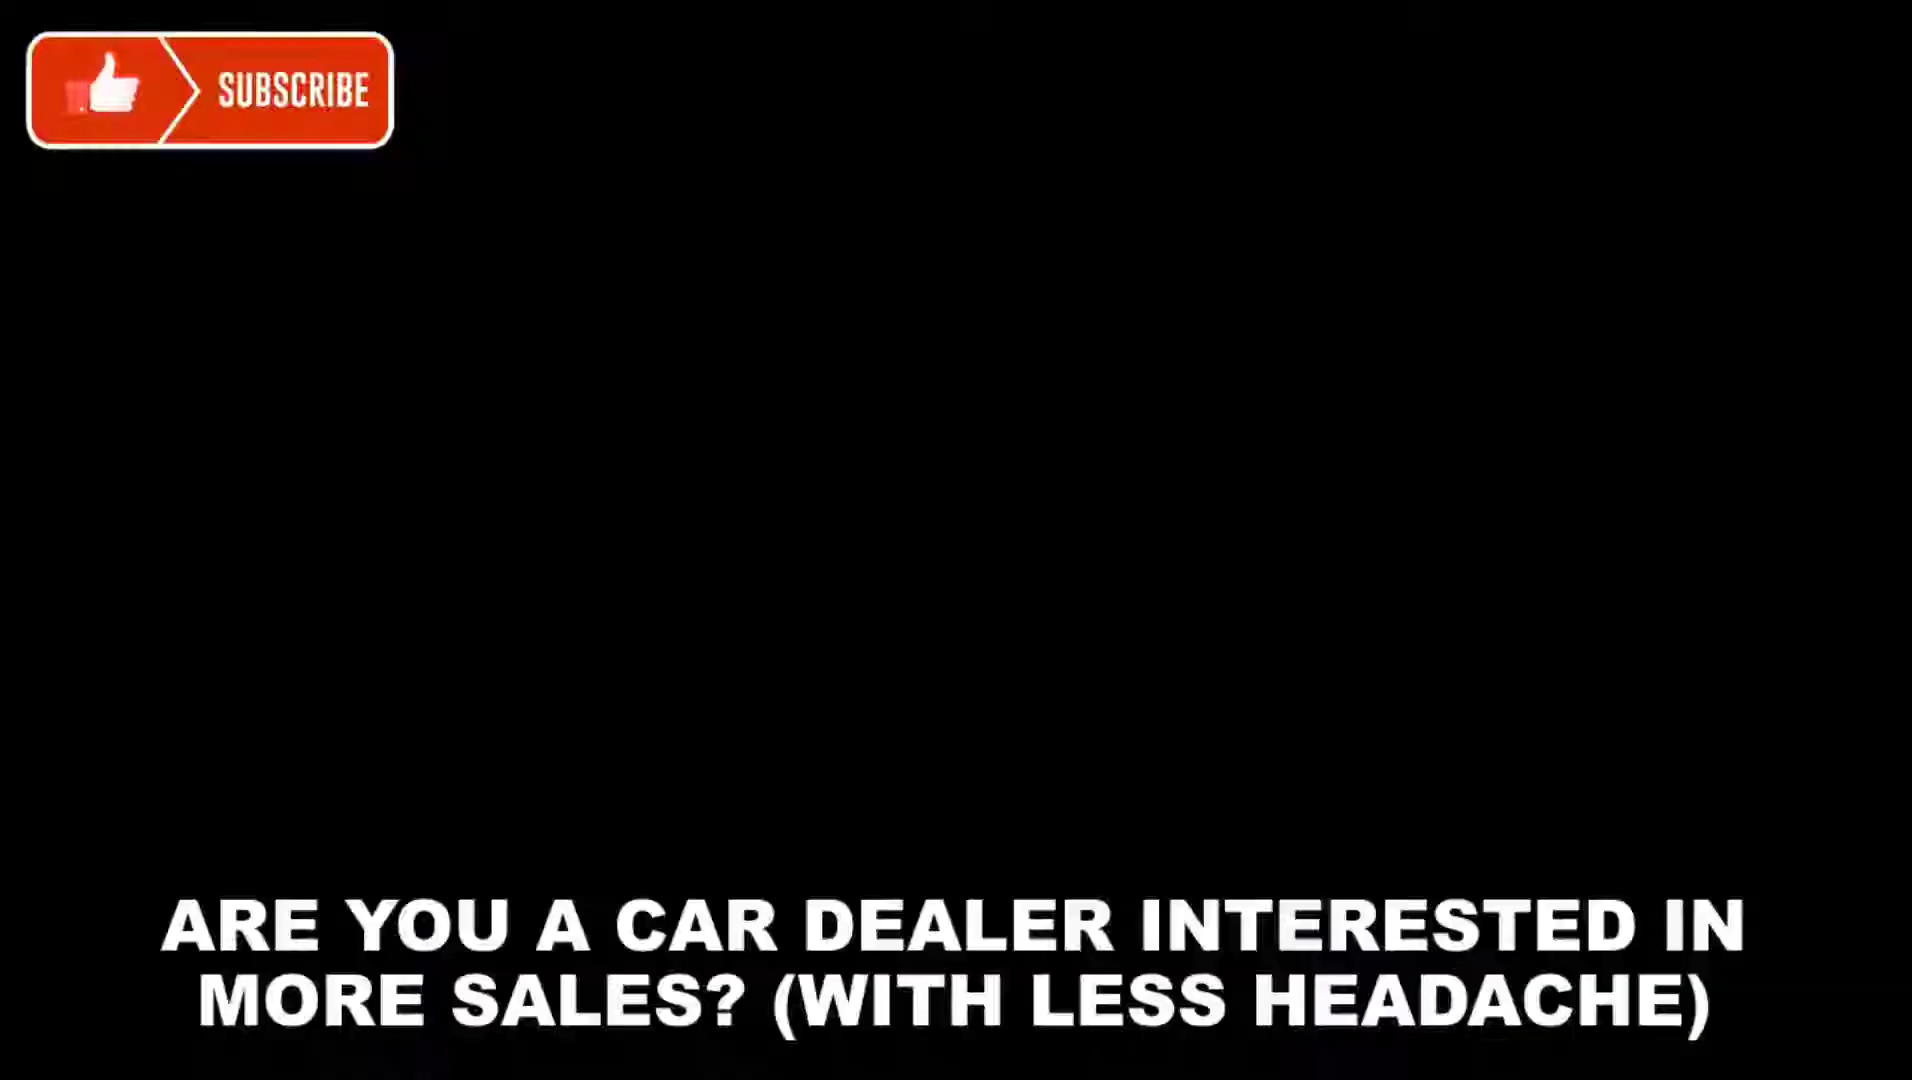 SUBSCRIBE
ARE YOU A CAR DEALER INTERESTED IN
MORE SALES? (WITH LESS HEADACHE)